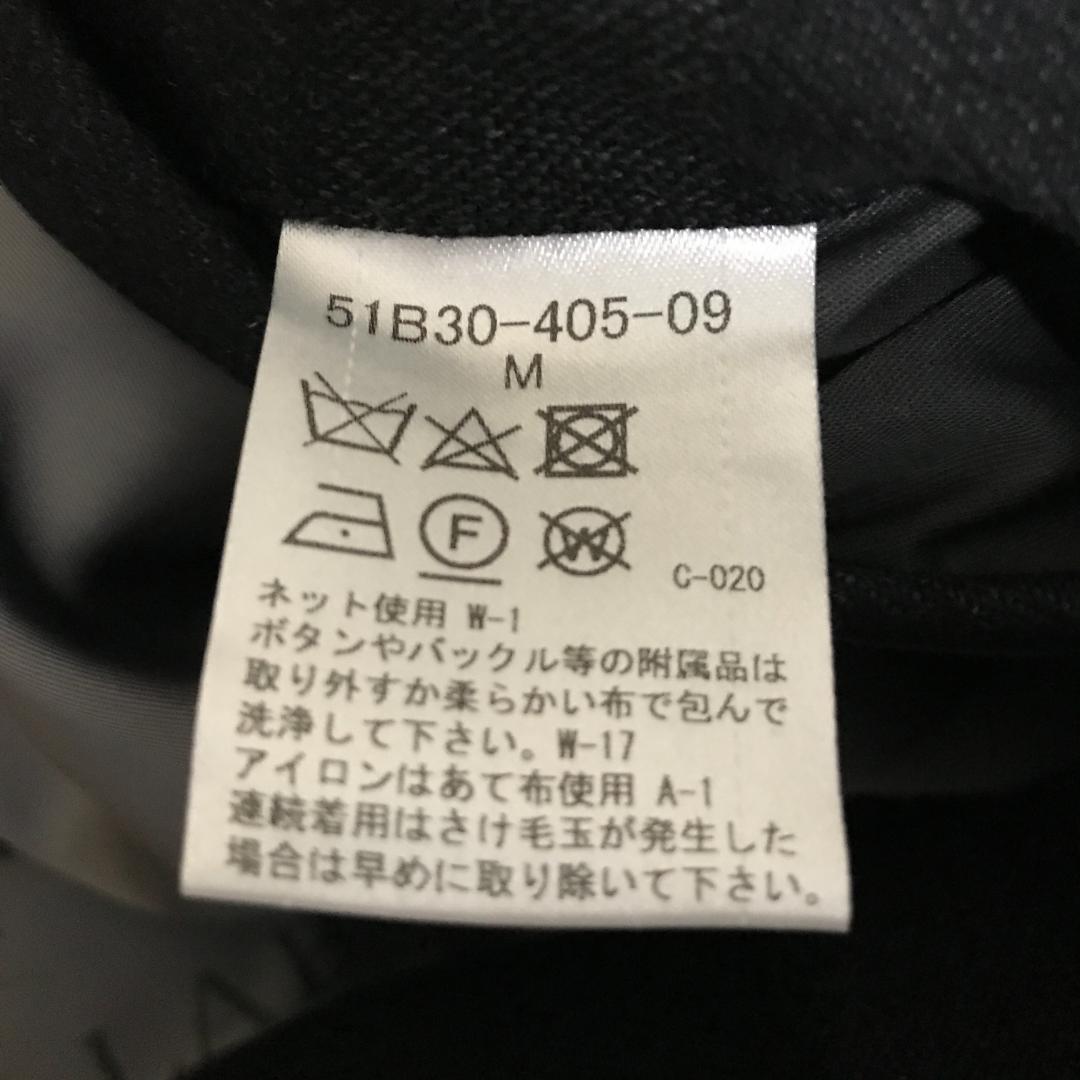 51B30-405-09
M
F
W
C-020
ネット使用 W-1
ボタンやバックル等の附属品は
取り外すか柔らかい布で包んで
洗浄して下さい。W-17
アイロンはあて布使用 A-1
連続着用はさけ毛玉が発生した
場合は早めに取り除いて下さい。